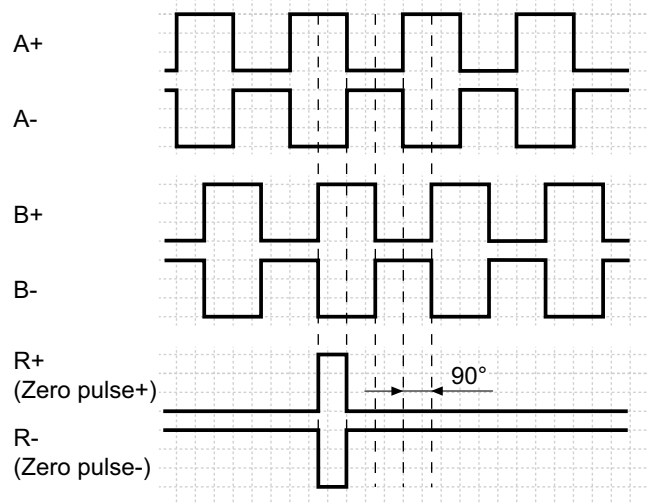 A+
A-
B+
B-
R+
(Zero pulse+)
90°
R-
(Zero pulse-)